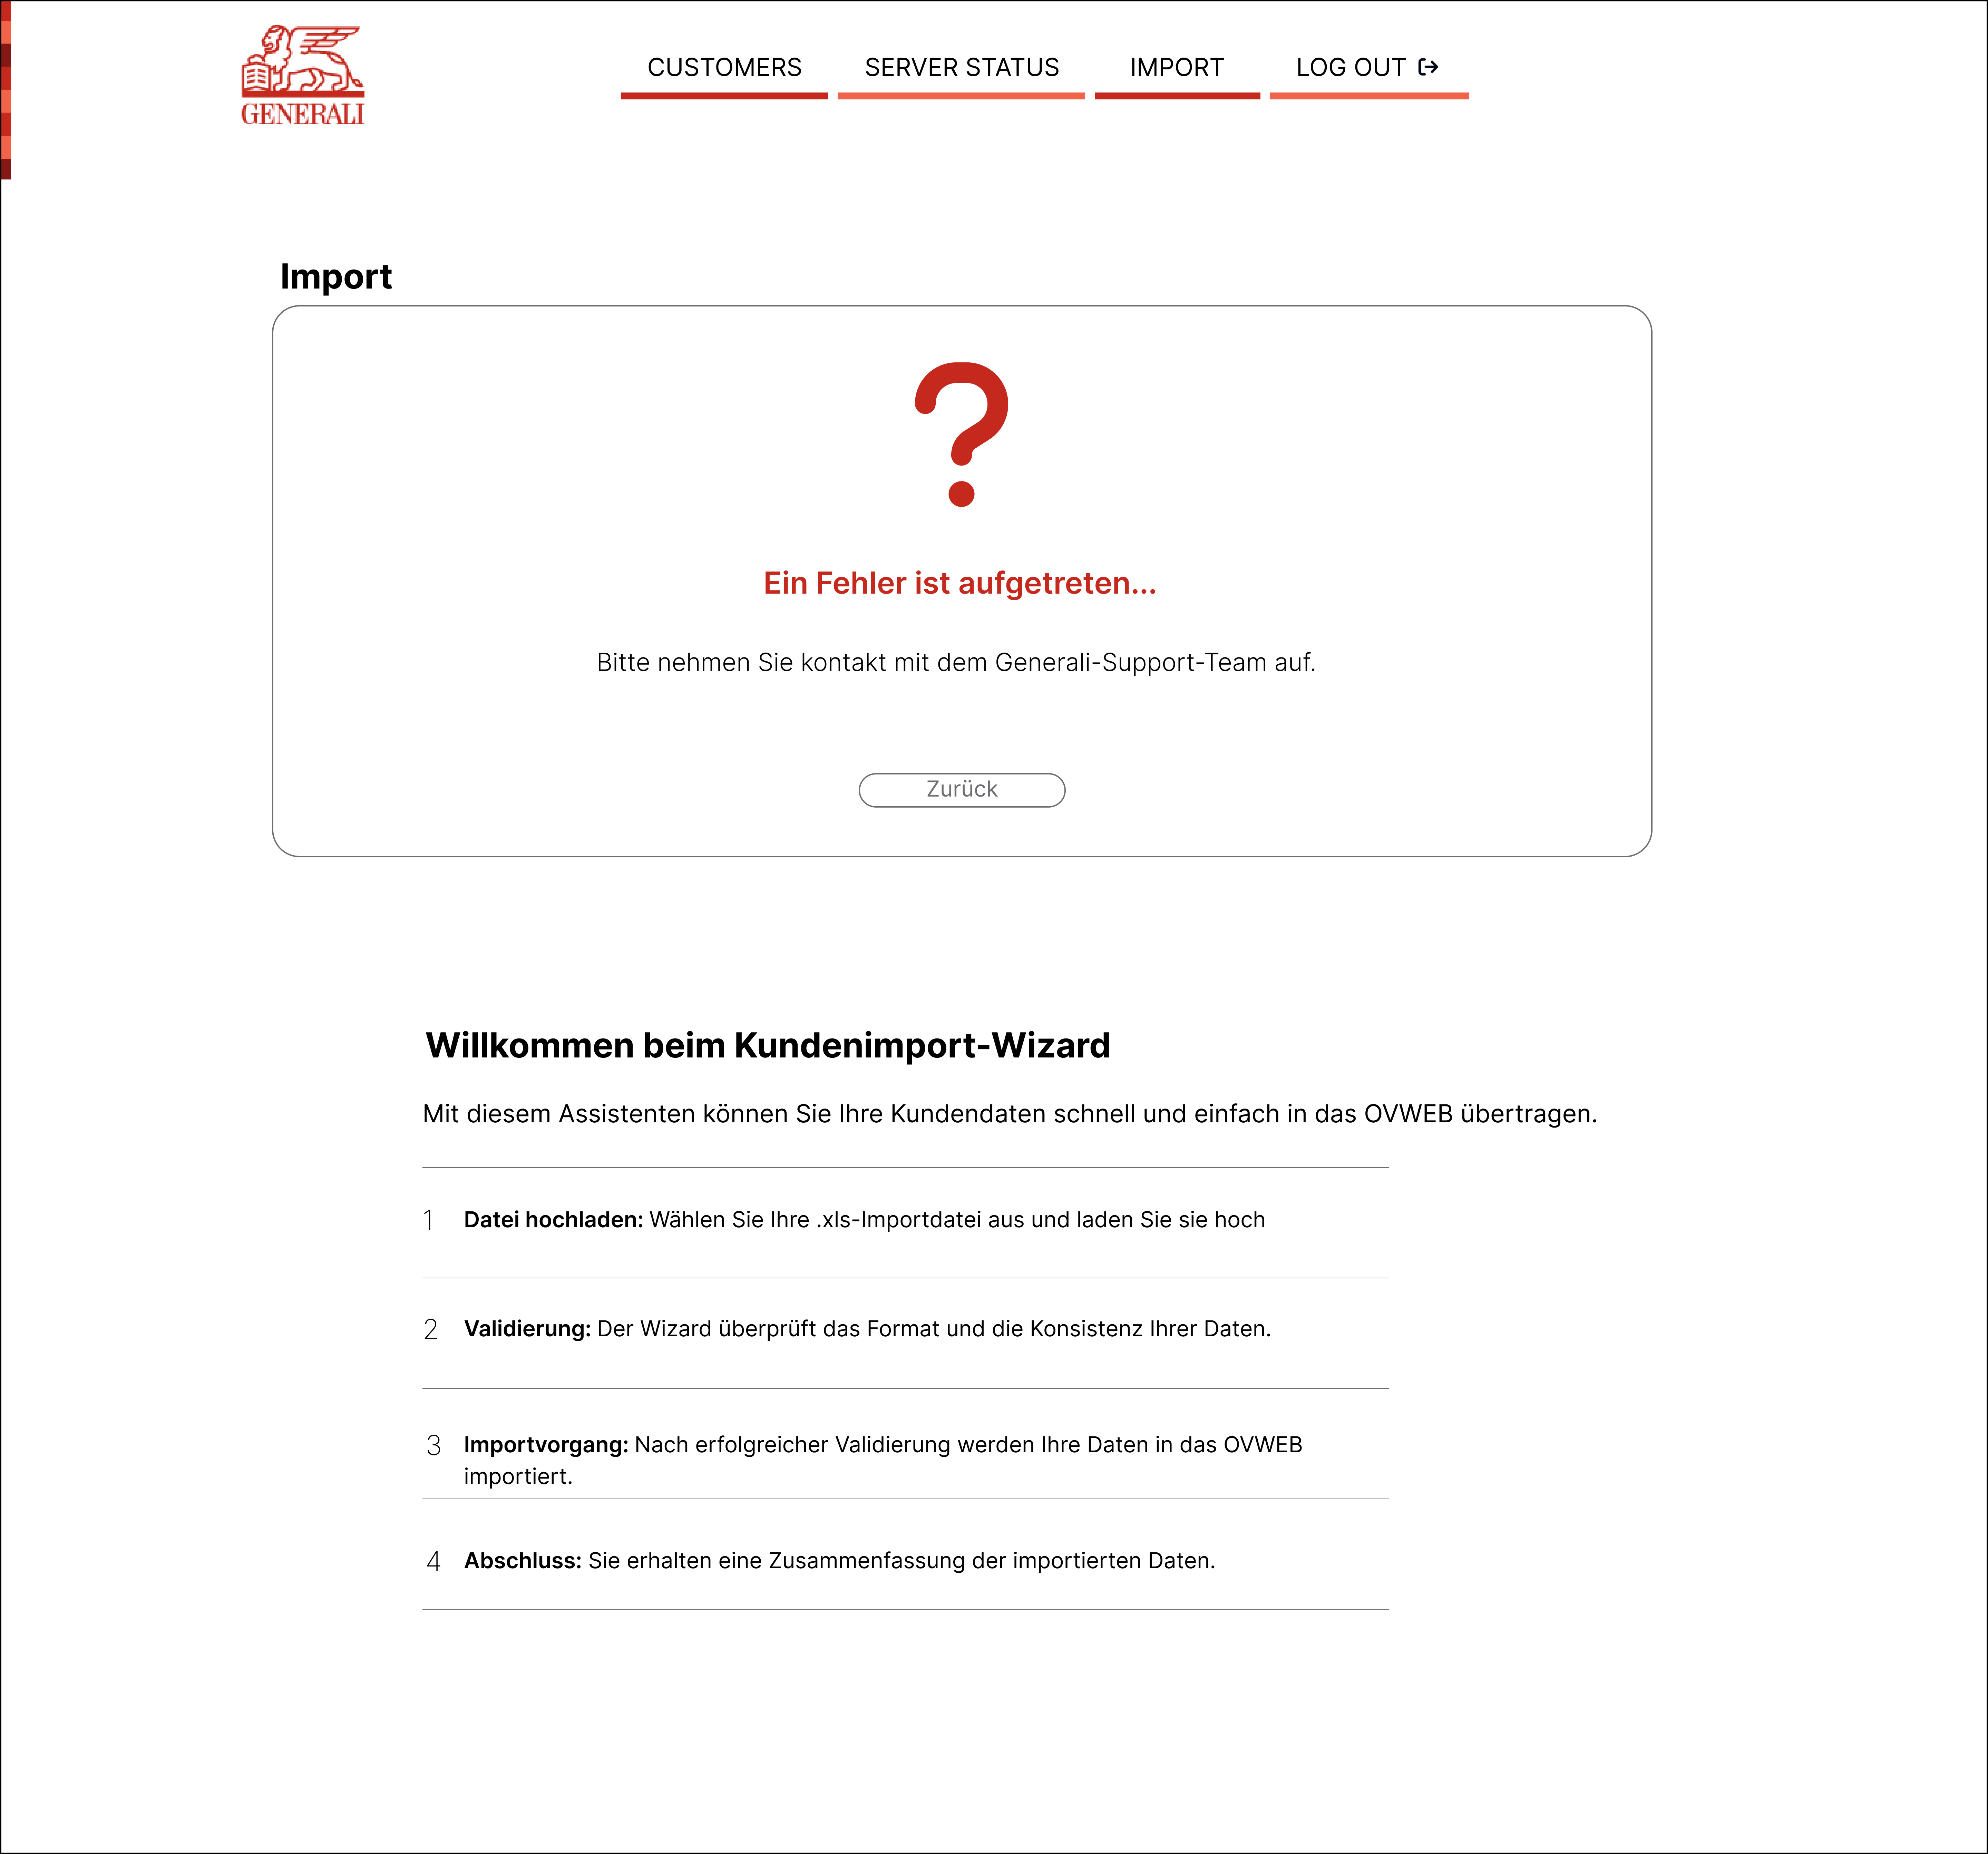 GENERALI
CUSTOMERS
SERVER STATUS
IMPORT
LOG OUT
Import
Ein Fehler ist aufgetreten...
Bitte nehmen Sie kontakt mit dem Generali-Support-Team auf.
Zurück
Willkommen beim Kundenimport-Wizard
Mit diesem Assistenten können Sie Ihre Kundendaten schnell und einfach in das OVWEB übertragen.
1 Datei hochladen: Wählen Sie Ihre .xls-Importdatei aus und laden Sie sie hoch
2 Validierung: Der Wizard überprüft das Format und die Konsistenz Ihrer Daten.
3 Importvorgang: Nach erfolgreicher Validierung werden Ihre Daten in das OVWEB
importiert.
4 Abschluss: Sie erhalten eine Zusammenfassung der importierten Daten.